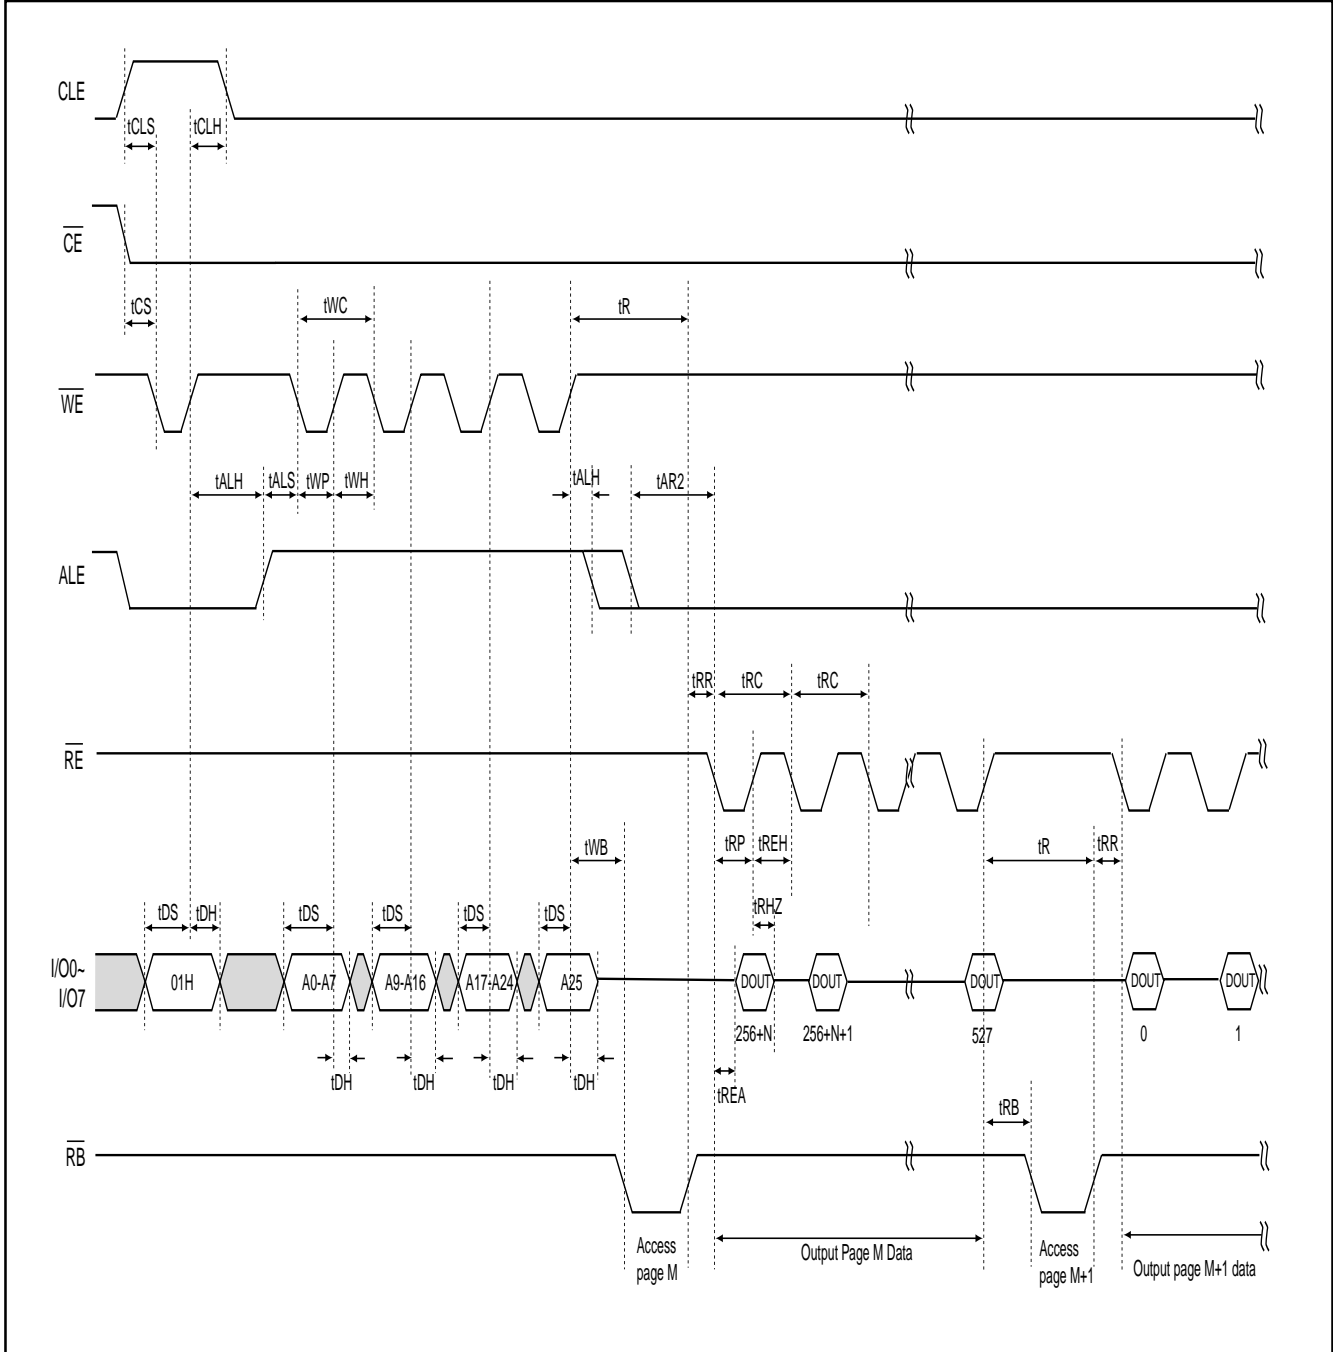 CLE
tCLS
tCLH
CE
tCS
tWC
tR
WE
tALH
tALS
tWP
tWH
tALH
tAR2
ALE
tRR
tRC
tRC
RE
tRP
tREH
tR
tRR
tWB
tRHZ
tDS
tDH
tDS
tDS
tDS
tDS
I/O0~
I/O7
01H
A0-A7
A9-A16
A17-A24
A25
DOUT
DOUT
DOUT
DOUT
DOUT
256+N
256+N+1
527
0
1
tDH
tDH
tDH
tDH
tREA
tRB
RB
Access
page M
Output Page M Data
Access
page M+1
Output page M+1 data